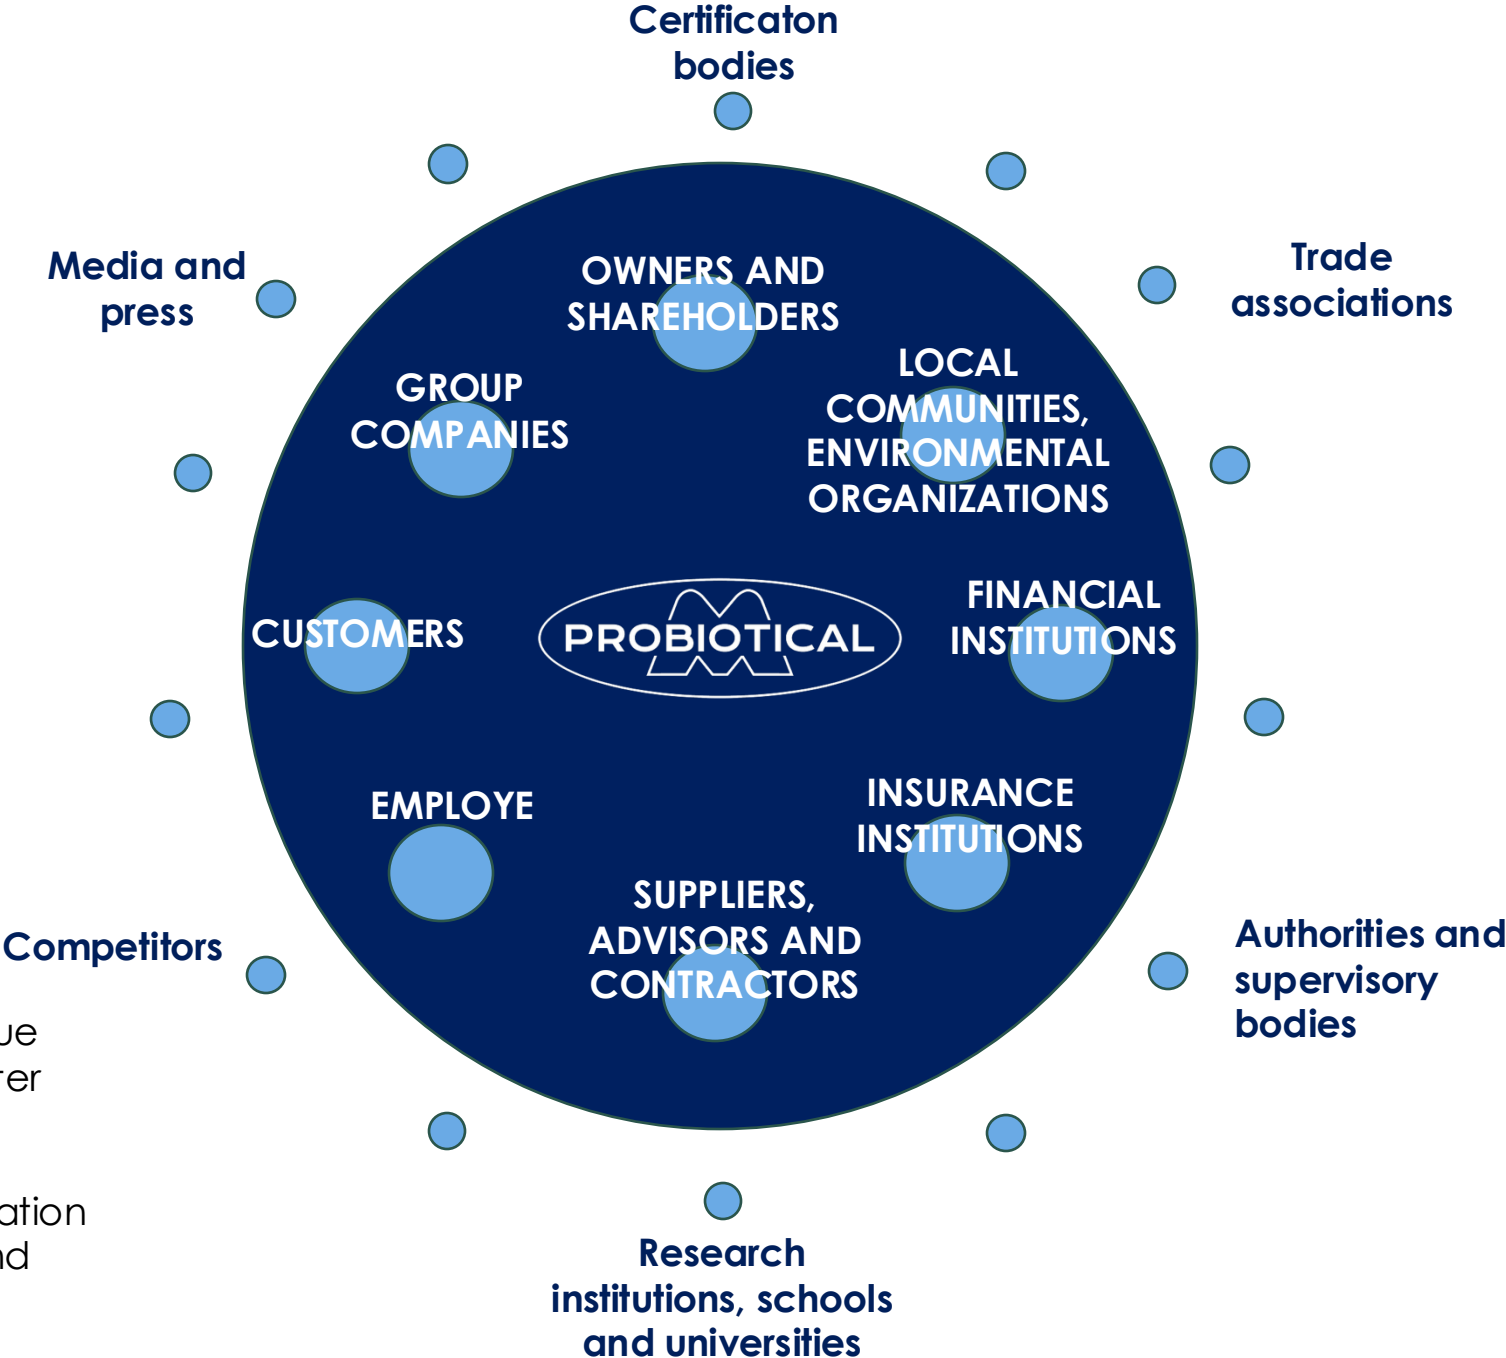 Certificaton
bodies
Media and
press
Trade
associations
OWNERS AND
SHAREHOLDERS
GROUP
COMPANIES
LOCAL
COMMUNITIES,
ENVIRONMENTAL
ORGANIZATIONS
CUSTOMERS
PROBIOTICAL
FINANCIAL
INSTITUTIONS
EMPLOYE
INSURANCE
INSTITUTIONS
SUPPLIERS,
ADVISORS AND
CONTRACTORS
Competitors
Authorities and
supervisory
bodies
Research
institutions, schools
and universities